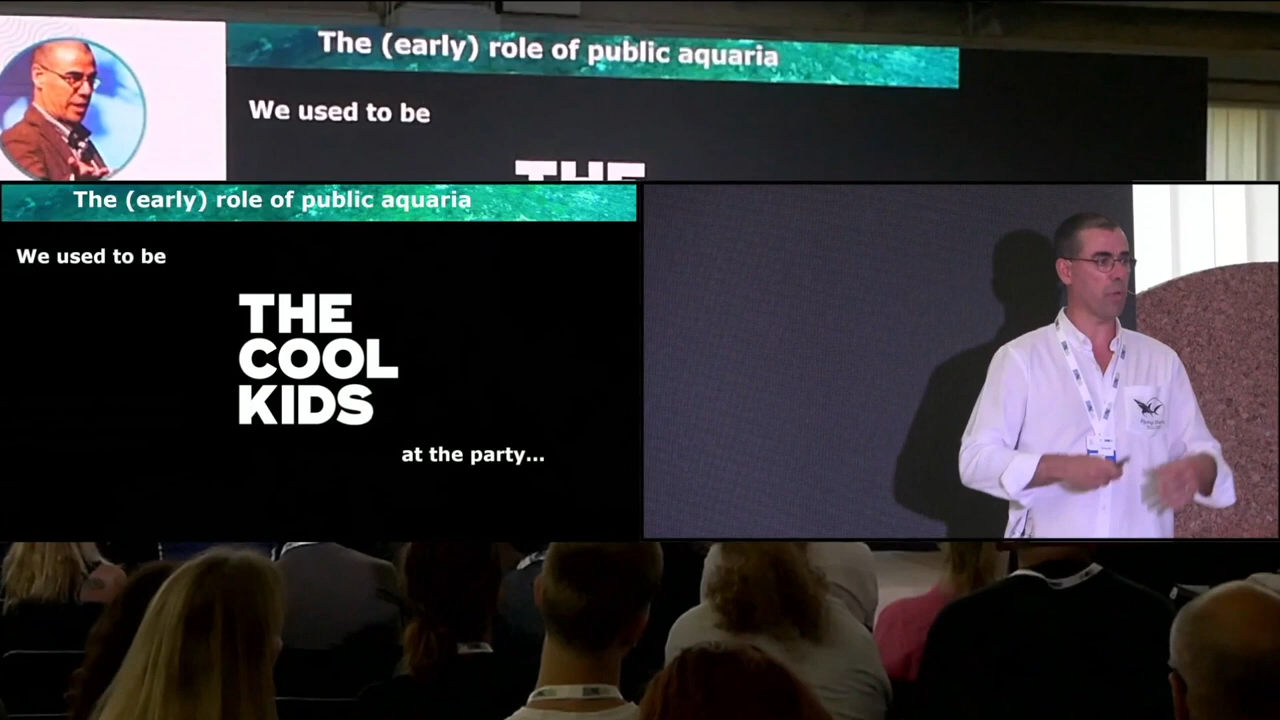 The (early) role of public aquaria
We used to be
THE
The (early) role of public aquaria
We used to be
THE
COOL
KIDS
at the party...